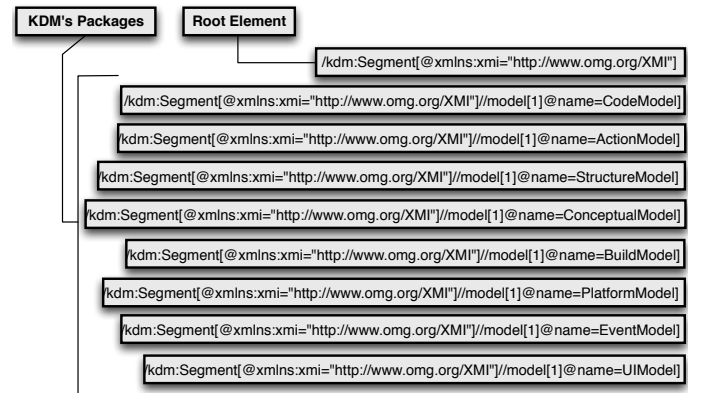 KDM's Packages
Root Element
/kdm:Segment[@xmlns:xmi="http://www.omg.org/XMI"]
/kdm:Segment[@xmlns:xmi="http://www.omg.org/XMI"]//model[1]@name=CodeModel]
/kdm:Segment[@xmlns:xmi="http://www.omg.org/XMI"]//model[1]@name=ActionModel]
/kdm:Segment[@xmlns:xmi="http://www.omg.org/XMI"]//model[1]@name=StructureModel]
/kdm:Segment[@xmlns:xmi="http://www.omg.org/XMI"]//model[1]@name=ConceptualModel]
/kdm:Segment[@xmlns:xmi="http://www.omg.org/XMI"]//model[1]@name=BuildModel]
/kdm:Segment[@xmlns:xmi="http://www.omg.org/XMI"]//model[1]@name=PlatformModel]
/kdm:Segment[@xmlns:xmi="http://www.omg.org/XMI"]//model[1]@name=EventModel]
/kdm:Segment[@xmlns:xmi="http://www.omg.org/XMI"]//model[1]@name=UIModel]